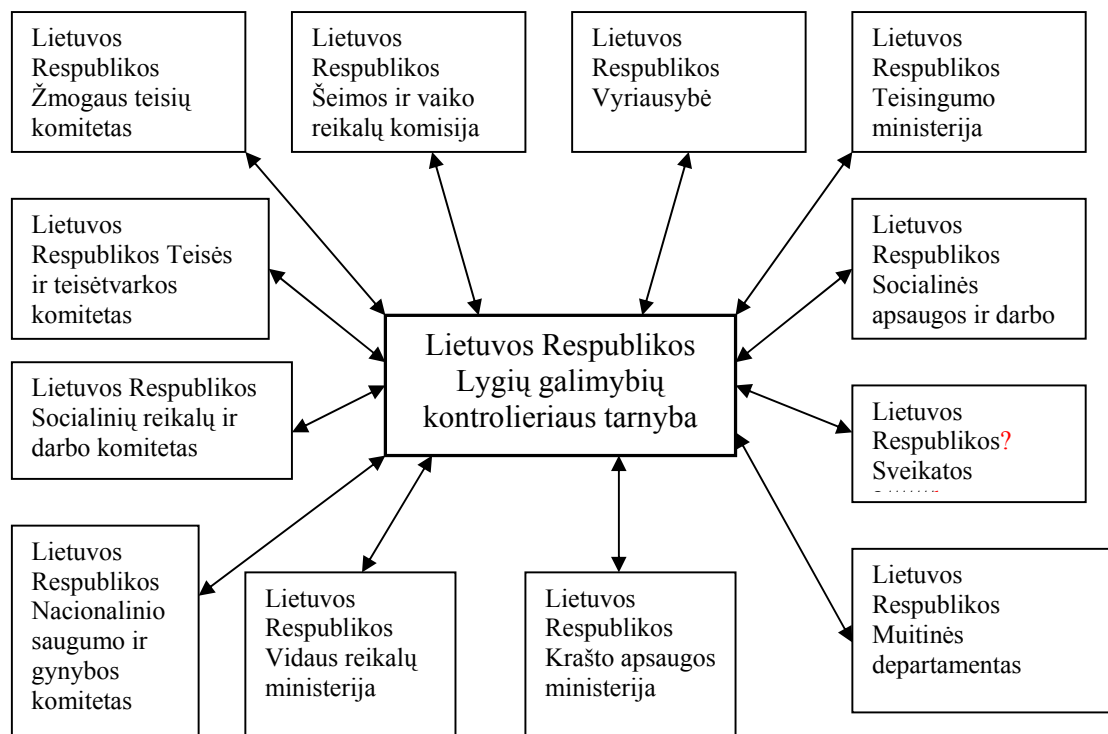 Lietuvos
Respublikos
Žmogaus teisių
komitetas
Lietuvos
Respublikos
Šeimos ir vaiko
reikalų komisija
Lietuvos
Respublikos
Vyriausybė
Lietuvos
Respublikos
Teisingumo
ministerija
Lietuvos
Respublikos Teisės
ir teisėtvarkos
komitetas
Lietuvos
Respublikos
Socialinės
apsaugos ir darbo
Lietuvos Respublikos
Lygių galimybių
kontrolieriaus tarnyba
Lietuvos Respublikos
Socialinių reikalų ir
darbo komitetas
Lietuvos
Respublikos?
Sveikatos
Lietuvos
Respublikos
Nacionalinio
saugumo ir
gynybos
komitetas
Lietuvos
Respublikos
Vidaus reikalų
ministerija
Lietuvos
Respublikos
Krašto apsaugos
ministerija
Lietuvos
Respublikos
Muitinės
departamentas